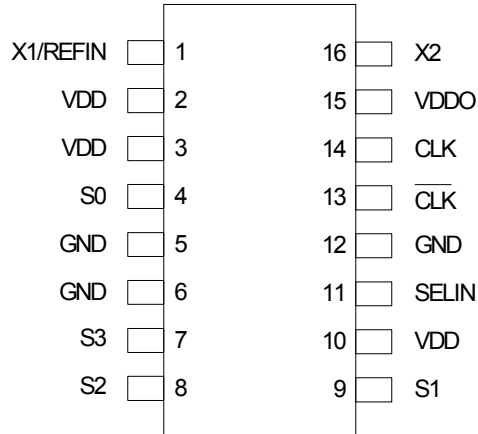 X1/REFIN 1 16 X2
VDD 2 15 VDDO
VDD 3 14 CLK
S0 4 13 C̅L̅K̅
GND 5 12 GND
GND 6 11 SELIN
S3 7 10 VDD
S2 8 9 S1